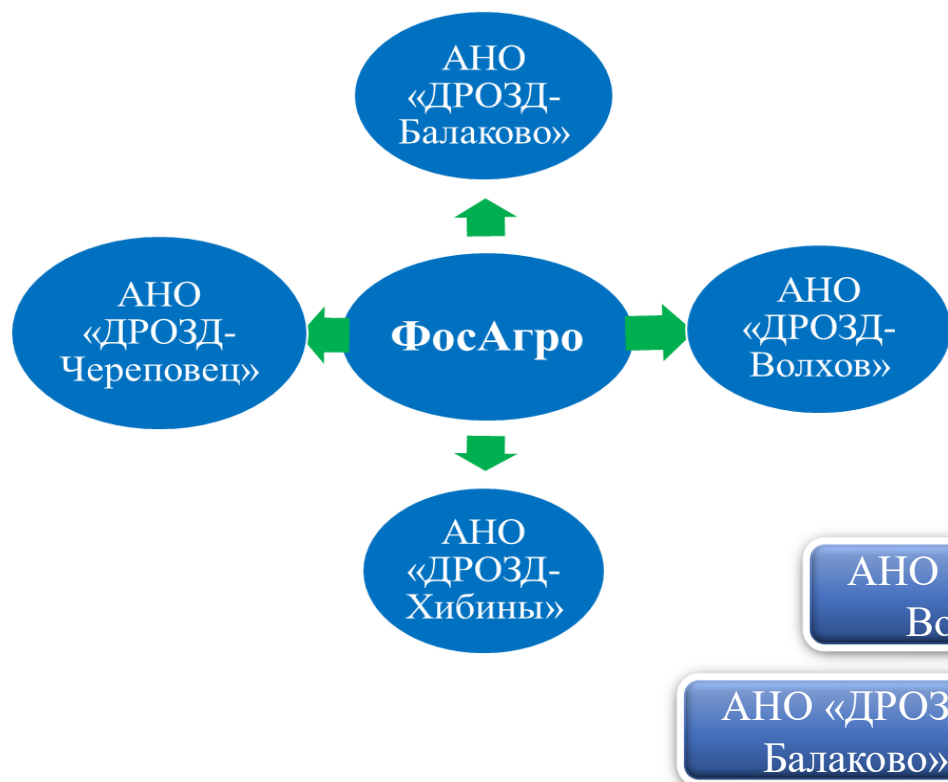 АНО
«ДРОЗД-
Балаково»
АНО
«ДРОЗД-
Череповец»
ФосАгро
АНО
«ДРОЗД-
Волхов»
АНО
«ДРОЗД-
Хибины»
АНО
Во
АНО «ДРОЗ
Балаково»